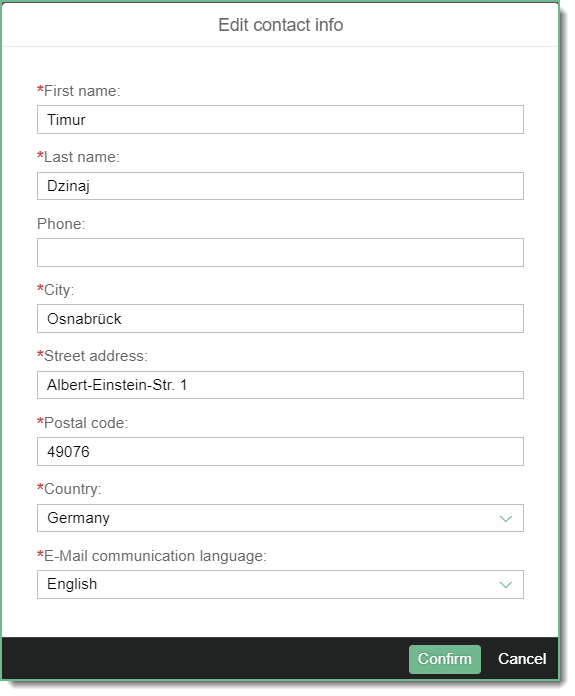 Edit contact info
*First name:
Timur
*Last name:
Dzinaj
Phone:
*City:
Osnabrück
*Street address:
Albert-Einstein-Str. 1
*Postal code:
49076
*Country:
Germany
*E-Mail communication language:
English
Confirm Cancel